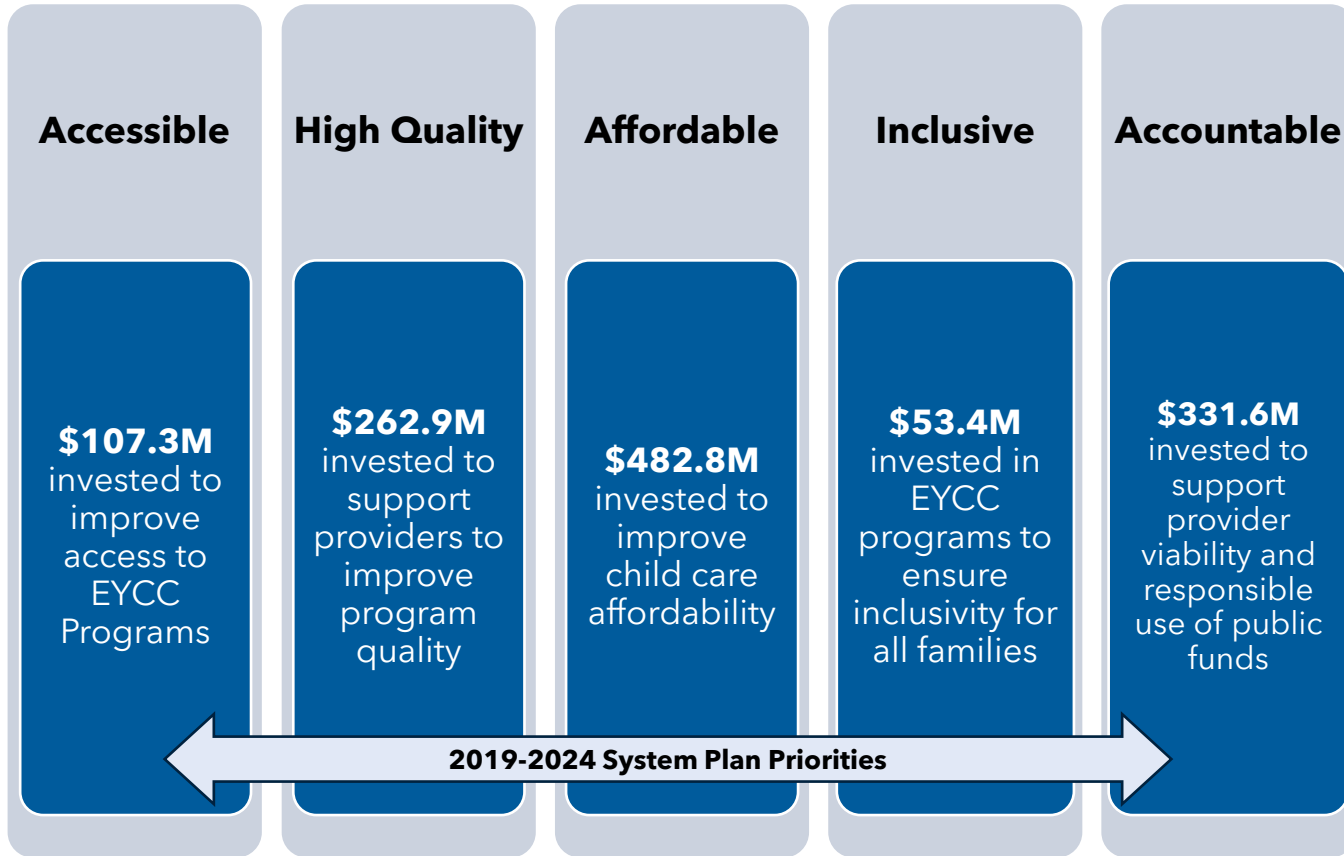 Accessible
$107.3M
invested to
improve
access to
EYCC
Programs
High Quality
$262.9M
invested to
support
providers to
improve
program
quality
Affordable
$482.8M
invested to
improve
child care
affordability
Inclusive
$53.4M
invested in
EYCC
programs to
ensure
inclusivity for
all families
Accountable
$331.6M
invested to
support
provider
viability and
responsible
use of public
funds
2019-2024 System Plan Priorities